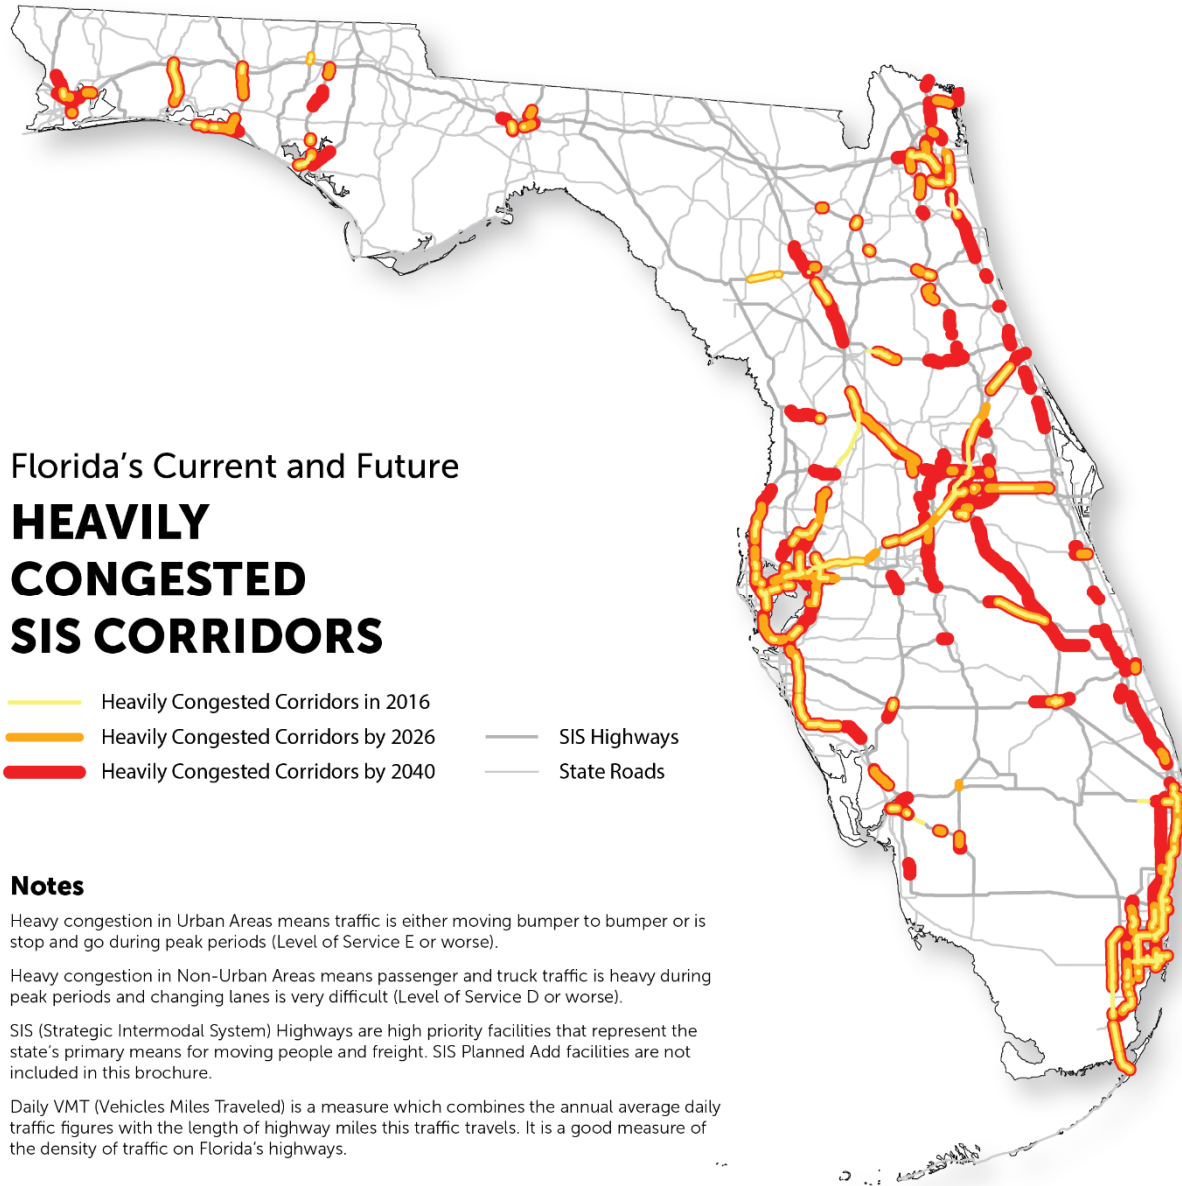 Florida's Current and Future
HEAVILY
CONGESTED
SIS CORRIDORS
Heavily Congested Corridors in 2016
Heavily Congested Corridors by 2026
Heavily Congested Corridors by 2040
SIS Highways
State Roads
Notes
Heavy congestion in Urban Areas means traffic is either moving bumper to bumper or is
stop and go during peak periods (Level of Service E or worse).
Heavy congestion in Non-Urban Areas means passenger and truck traffic is heavy during
peak periods and changing lanes is very difficult (Level of Service D or worse).
SIS (Strategic Intermodal System) Highways are high priority facilities that represent the
state's primary means for moving people and freight. SIS Planned Add facilities are not
included in this brochure.
Daily VMT (Vehicles Miles Traveled) is a measure which combines the annual average daily
traffic figures with the length of highway miles this traffic travels. It is a good measure of
the density of traffic on Florida's highways.